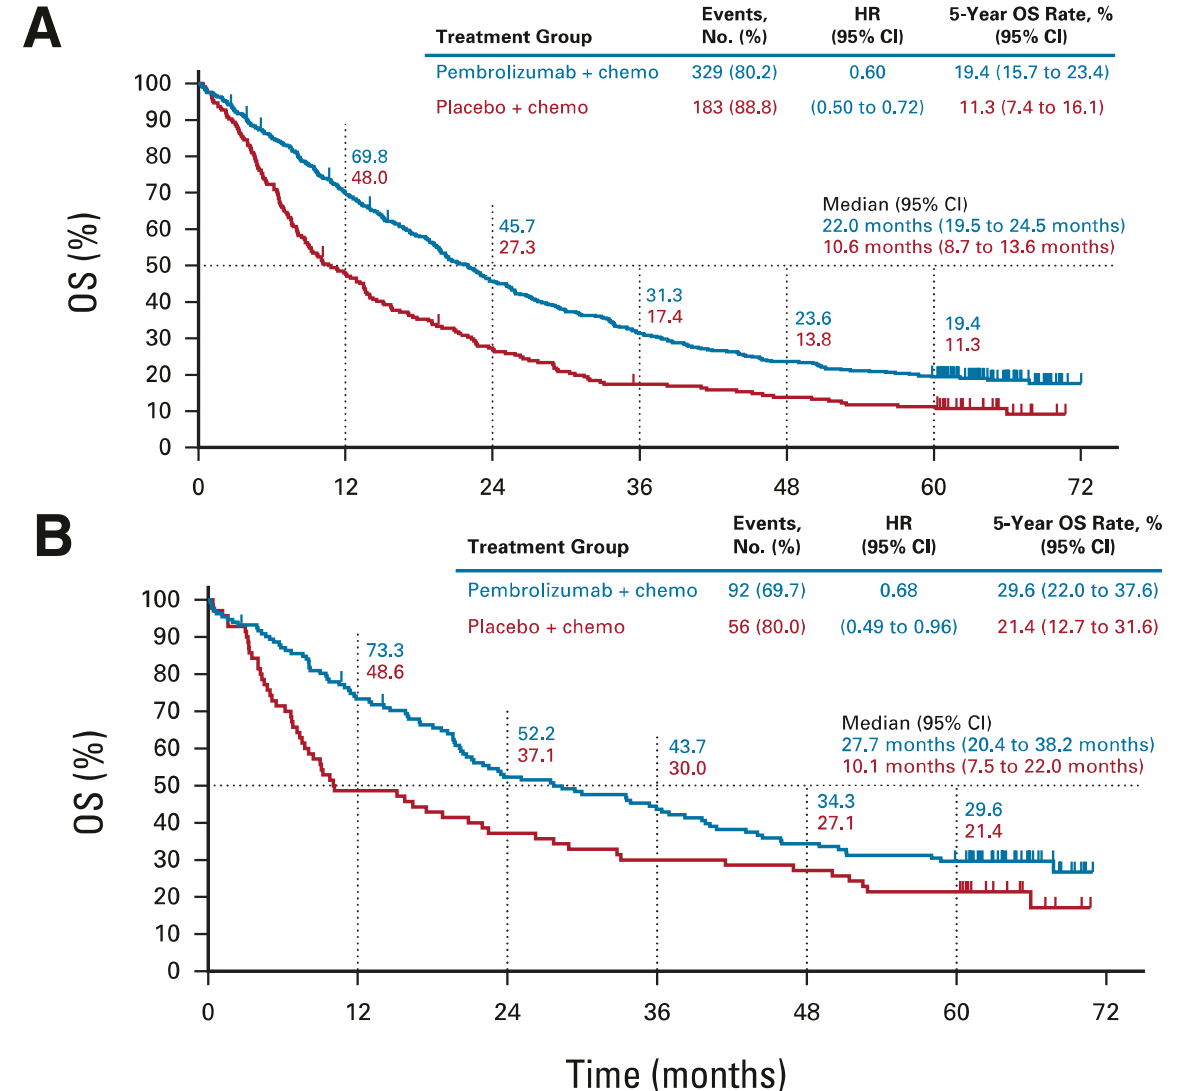 A
Treatment Group Events, No. (%) HR (95% CI) 5-Year OS Rate, % (95% CI)
Pembrolizumab + chemo 329 (80.2) 0.60 19.4 (15.7 to 23.4)
Placebo + chemo 183 (88.8) (0.50 to 0.72) 11.3 (7.4 to 16.1)
OS (%)
100
90
80
70
60
50
40
30
20
10
0
69.8
48.0
45.7
27.3
31.3
17.4
23.6
13.8
19.4
11.3
Median (95% CI)
22.0 months (19.5 to 24.5 months)
10.6 months (8.7 to 13.6 months)
0 12 24 36 48 60 72
B
Treatment Group Events, No. (%) HR (95% CI) 5-Year OS Rate, % (95% CI)
Pembrolizumab + chemo 92 (69.7) 0.68 29.6 (22.0 to 37.6)
Placebo + chemo 56 (80.0) (0.49 to 0.96) 21.4 (12.7 to 31.6)
OS (%)
100
90
80
70
60
50
40
30
20
10
0
73.3
48.6
52.2
37.1
43.7
30.0
34.3
27.1
29.6
21.4
Median (95% CI)
27.7 months (20.4 to 38.2 months)
10.1 months (7.5 to 22.0 months)
0 12 24 36 48 60 72
Time (months)